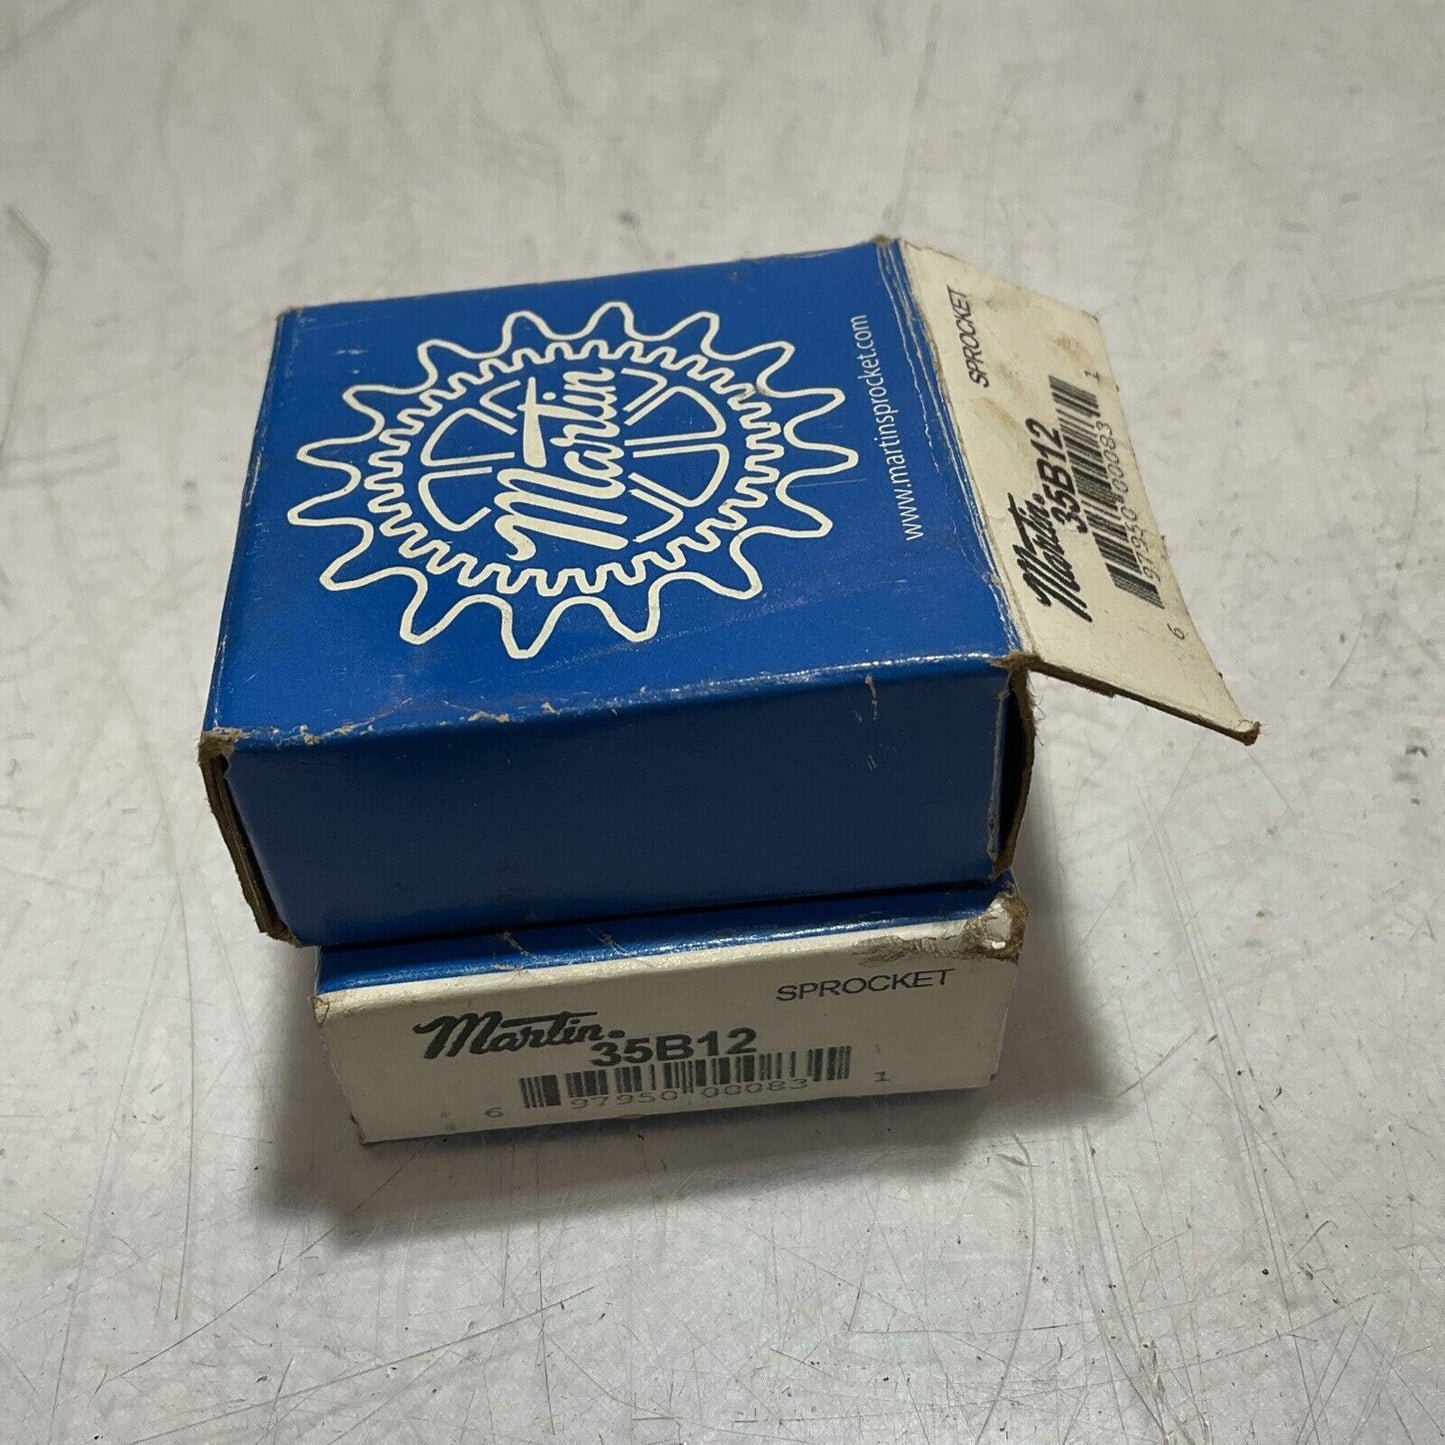 Martin
www.martinsprocket.com
SPROCKET
Martin.
35B12
6 97950 00083 1
SPROCKET
Martin.
35B12
6 97950 00083 1